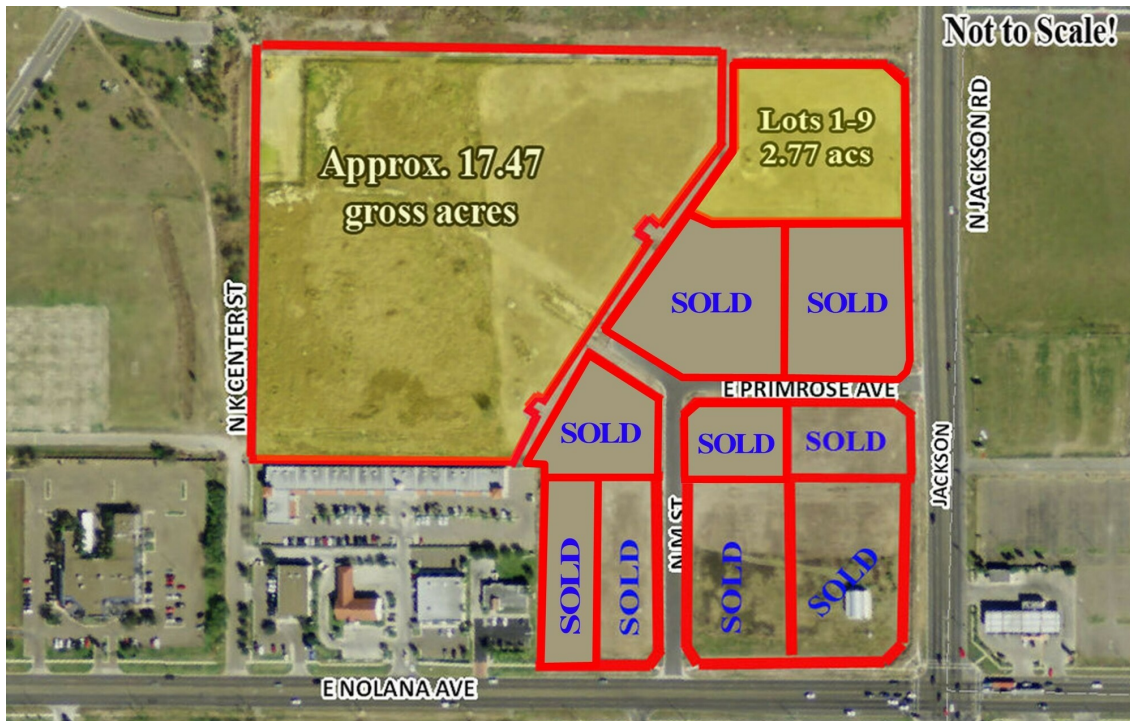 Not to Scale!
N JACKSON RD
Lots 1-9
2.77 acs
Approx. 17.47
gross acres
N K CENTER ST
SOLD
SOLD
E PRIMROSE AVE
SOLD
SOLD
SOLD
JACKSON
N M ST
SOLD
SOLD
SOLD
SOLD
E NOLANA AVE